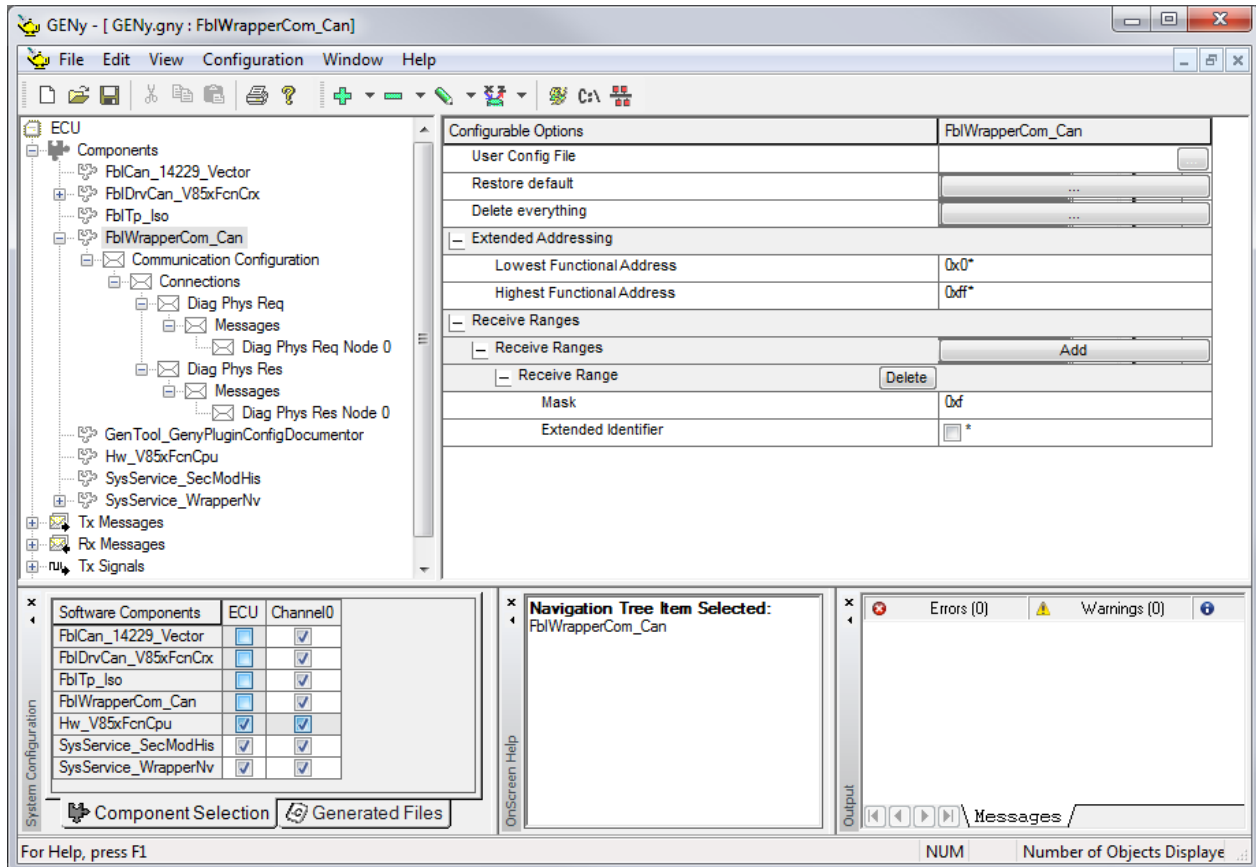 GENy - [ GENy.gny : FblWrapperCom_Can]
File Edit View Configuration Window Help
C:\
ECU
Components
FblCan_14229_Vector
FblDrvCan_V85xFcnCrx
FblTp_Iso
FblWrapperCom_Can
Communication Configuration
Connections
Diag Phys Req
Messages
Diag Phys Req Node 0
Diag Phys Res
Messages
Diag Phys Res Node 0
GenTool_GenyPluginConfigDocumentor
Hw_V85xFcnCpu
SysService_SecModHis
SysService_WrapperNv
Tx Messages
Rx Messages
Tx Signals
Configurable Options FblWrapperCom_Can
User Config File ...
Restore default ...
Delete everything ...
Extended Addressing
Lowest Functional Address 0x0*
Highest Functional Address 0xff*
Receive Ranges
Receive Ranges Add
Receive Range Delete
Mask 0xf
Extended Identifier *
System Configuration
Software Components ECU Channel0
FblCan_14229_Vector
FblDrvCan_V85xFcnCrx
FblTp_Iso
FblWrapperCom_Can
Hw_V85xFcnCpu
SysService_SecModHis
SysService_WrapperNv
Component Selection Generated Files
OnScreen Help
Navigation Tree Item Selected:
FblWrapperCom_Can
Output
Errors (0) Warnings (0)
Messages
For Help, press F1 NUM Number of Objects Displaye